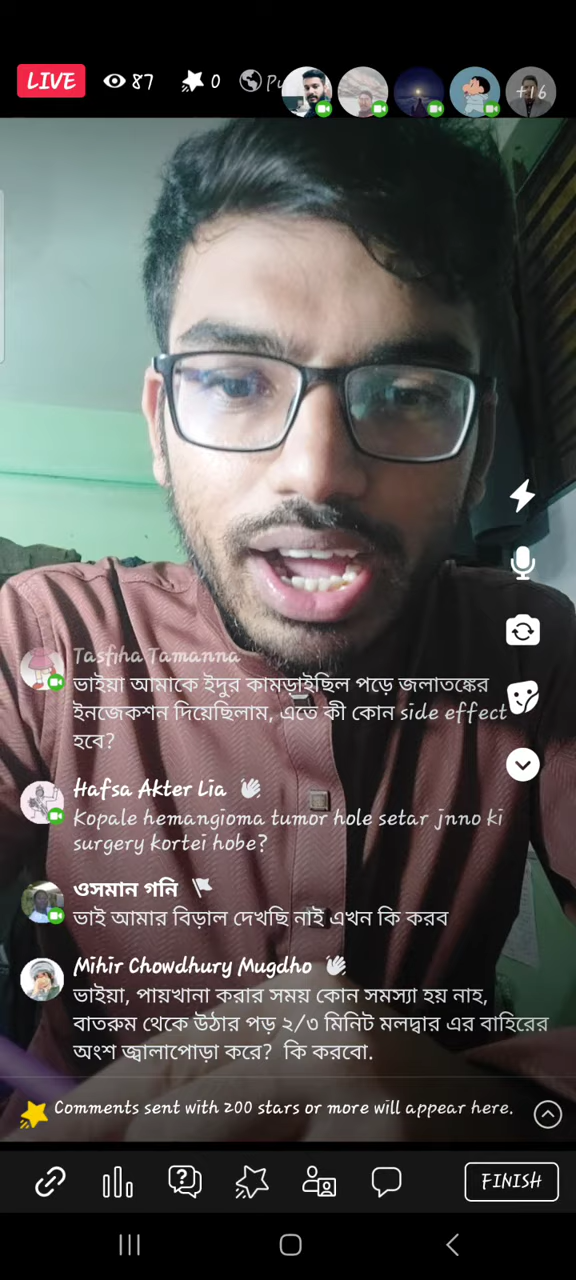 LIVE 87 0 +16
Tasfiha Tamanna
ভাইয়া আমাকে ইদুর কামড়াইছিল পড়ে জলাতঙ্কের
ইনজেকশন দিয়েছিলাম, এতে কী কোন side effect
হবে?
Hafsa Akter Lia
Kopale hemangioma tumor hole setar jnno ki
surgery kortei hobe?
ওসমান গনি
ভাই আমার বিড়াল দেখছি নাই এখন কি করব
Mihir Chowdhury Mugdho
ভাইয়া, পায়খানা করার সময় কোন সমস্যা হয় নাহ,
বাতরুম থেকে উঠার পড় ২/৩ মিনিট মলদ্বার এর বাহিরের
অংশ জ্বালাপোড়া করে? কি করবো.
Comments sent with 200 stars or more will appear here.
FINISH